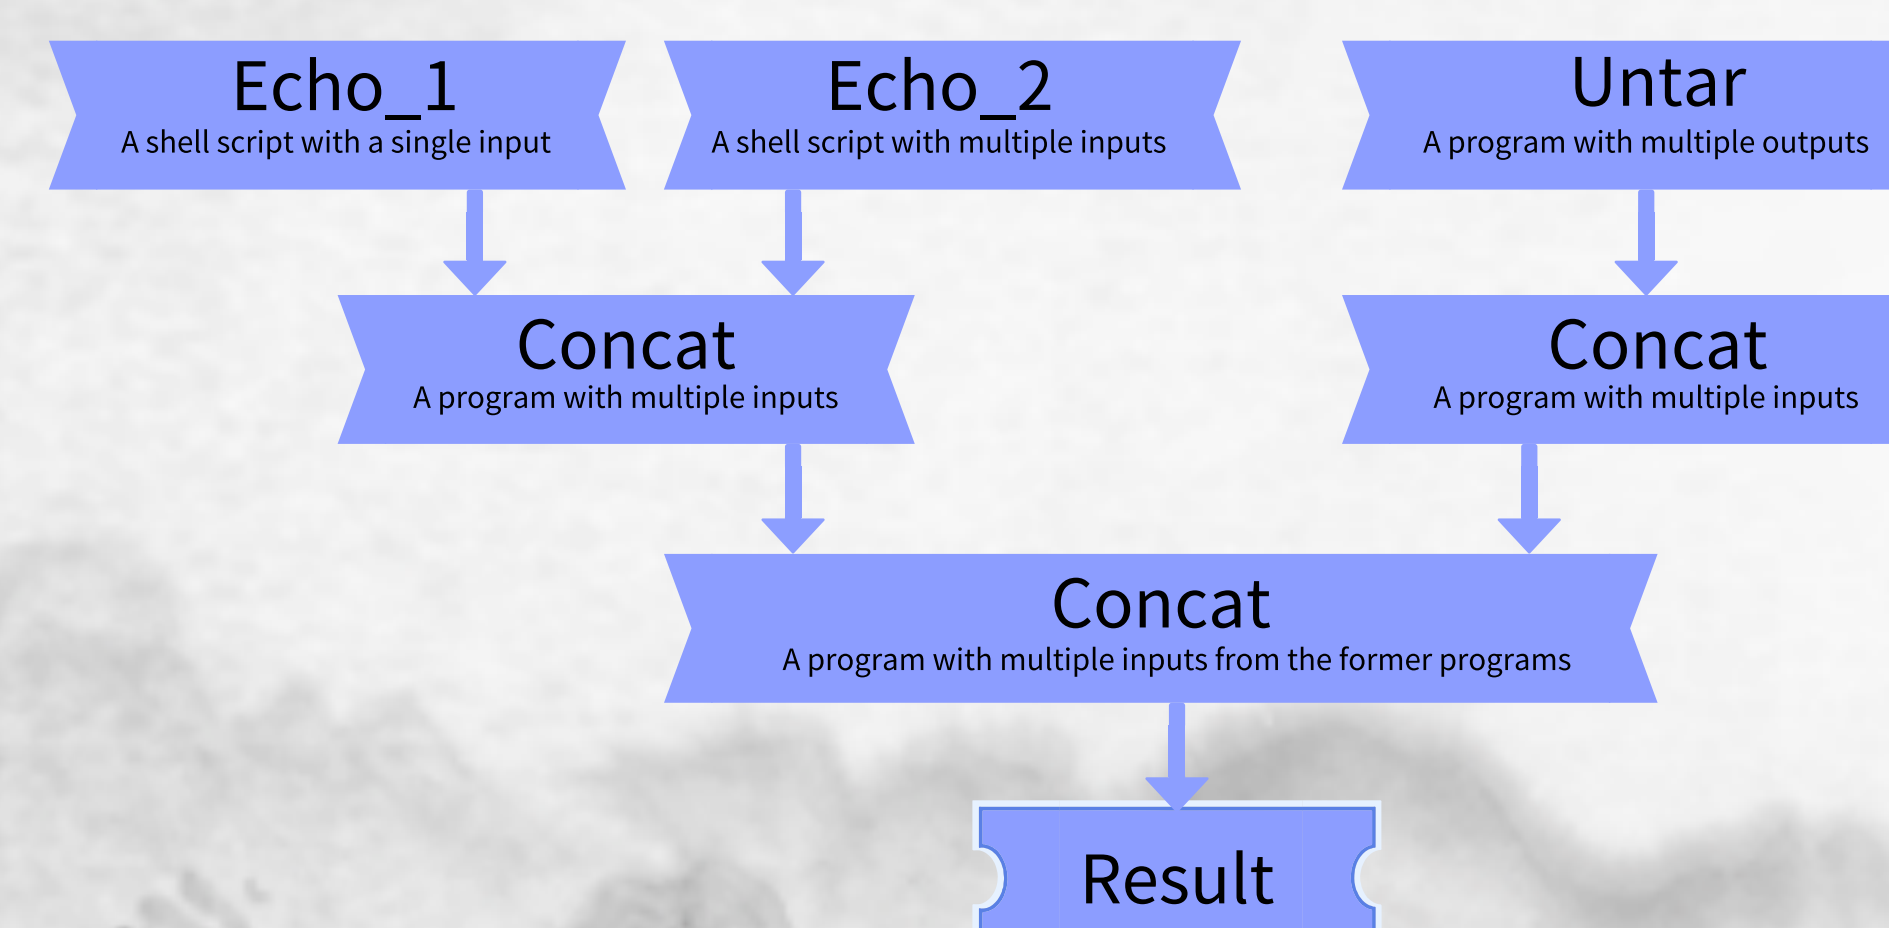 Echo_1
A shell script with a single input
Echo_2
A shell script with multiple inputs
Untar
A program with multiple outputs
Concat
A program with multiple inputs
Concat
A program with multiple inputs
Concat
A program with multiple inputs from the former programs
Result